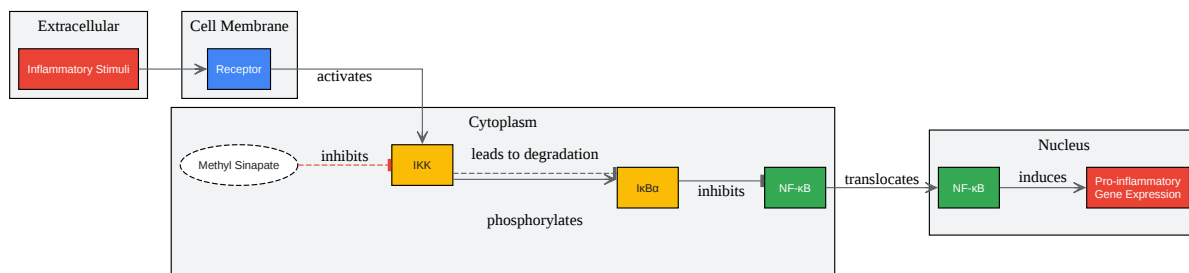 Extracellular
Inflammatory Stimuli
Cell Membrane
Receptor
activates
Cytoplasm
Methyl Sinapate
inhibits
IKK
leads to degradation
phosphorylates
IκBα
inhibits
NF-κB
translocates
Nucleus
NF-κB
induces
Pro-inflammatory
Gene Expression